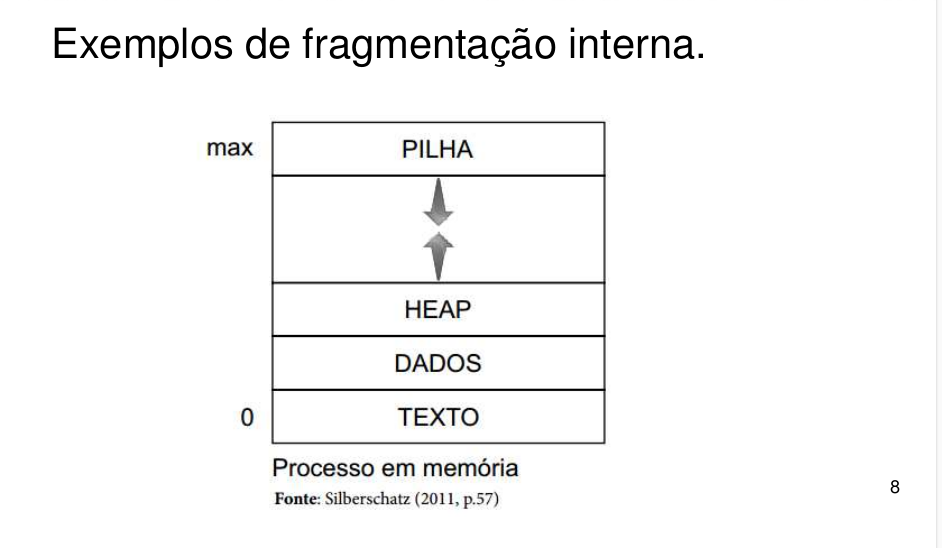 Exemplos de fragmentação interna.
max
PILHA
HEAP
DADOS
0
TEXTO
Processo em memória
Fonte: Silberschatz (2011, p.57)
8